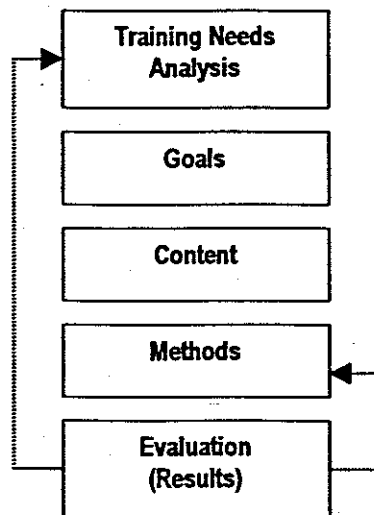 Training Needs
Analysis
Goals
Content
Methods
Evaluation
(Results)